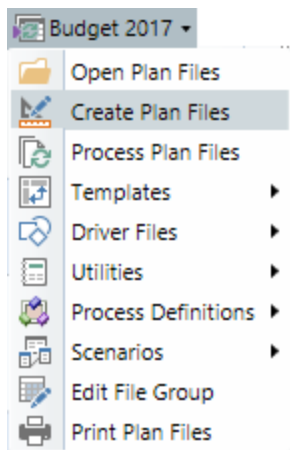 Budget 2017
Open Plan Files
Create Plan Files
Process Plan Files
Templates
Driver Files
Utilities
Process Definitions
Scenarios
Edit File Group
Print Plan Files